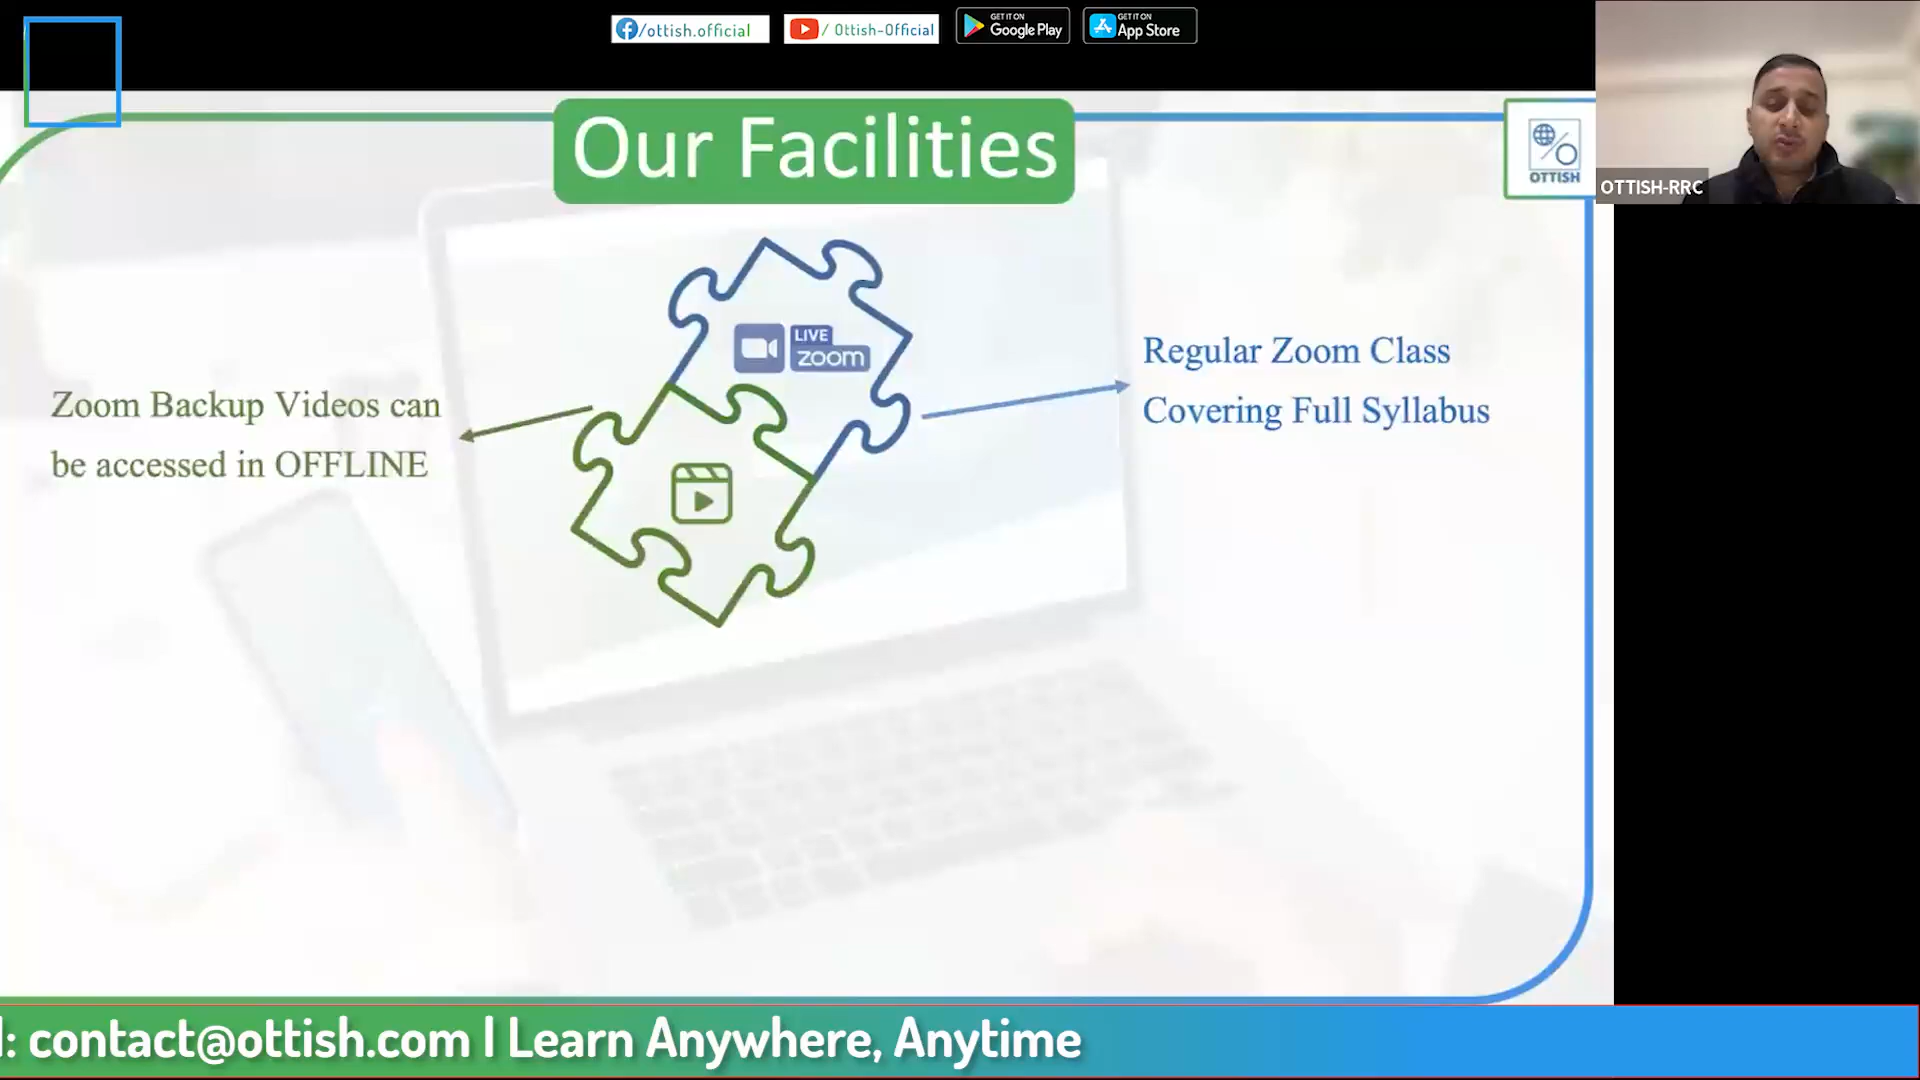 /ottish.official
/ Ottish-Official
GET IT ON
Google Play
GET IT ON
App Store
Our Facilities
OTTISH
OTTISH-RRC
LIVE
zoom
Regular Zoom Class
Covering Full Syllabus
Zoom Backup Videos can
be accessed in OFFLINE
: contact@ottish.com | Learn Anywhere, Anytime